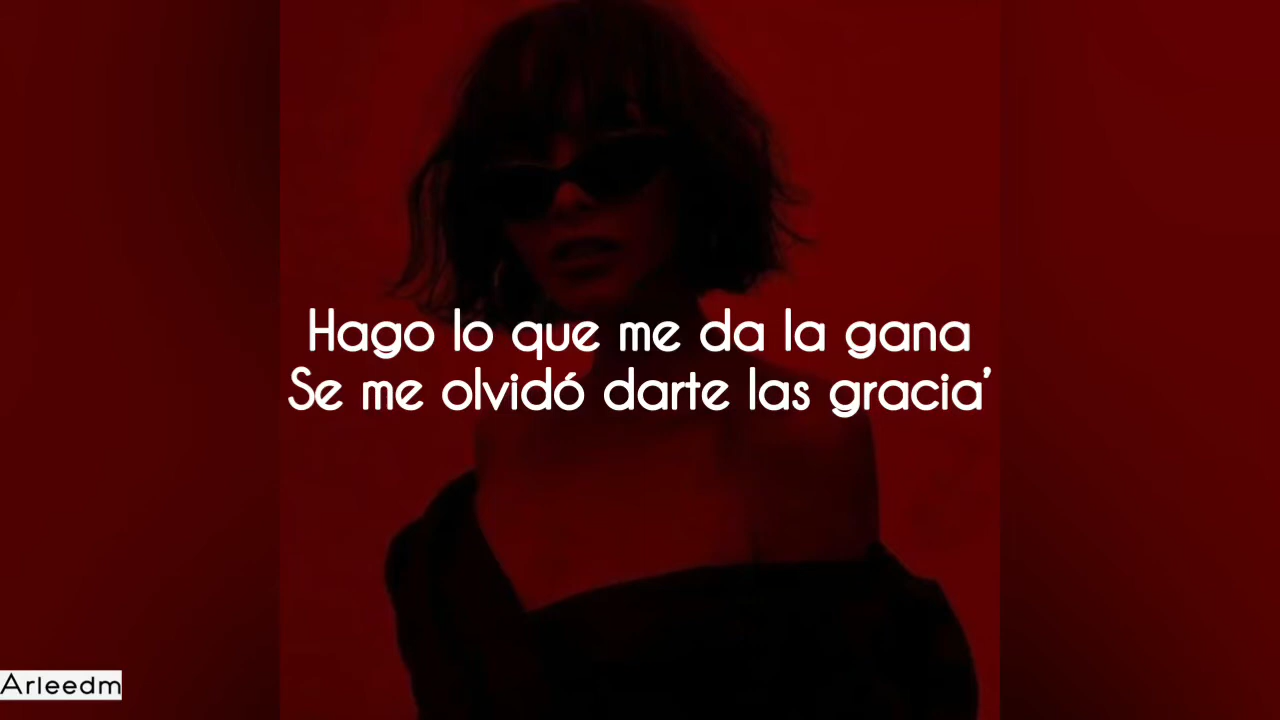 Hago lo que me da la gana
Se me olvidó darte las gracia’
Arleedm